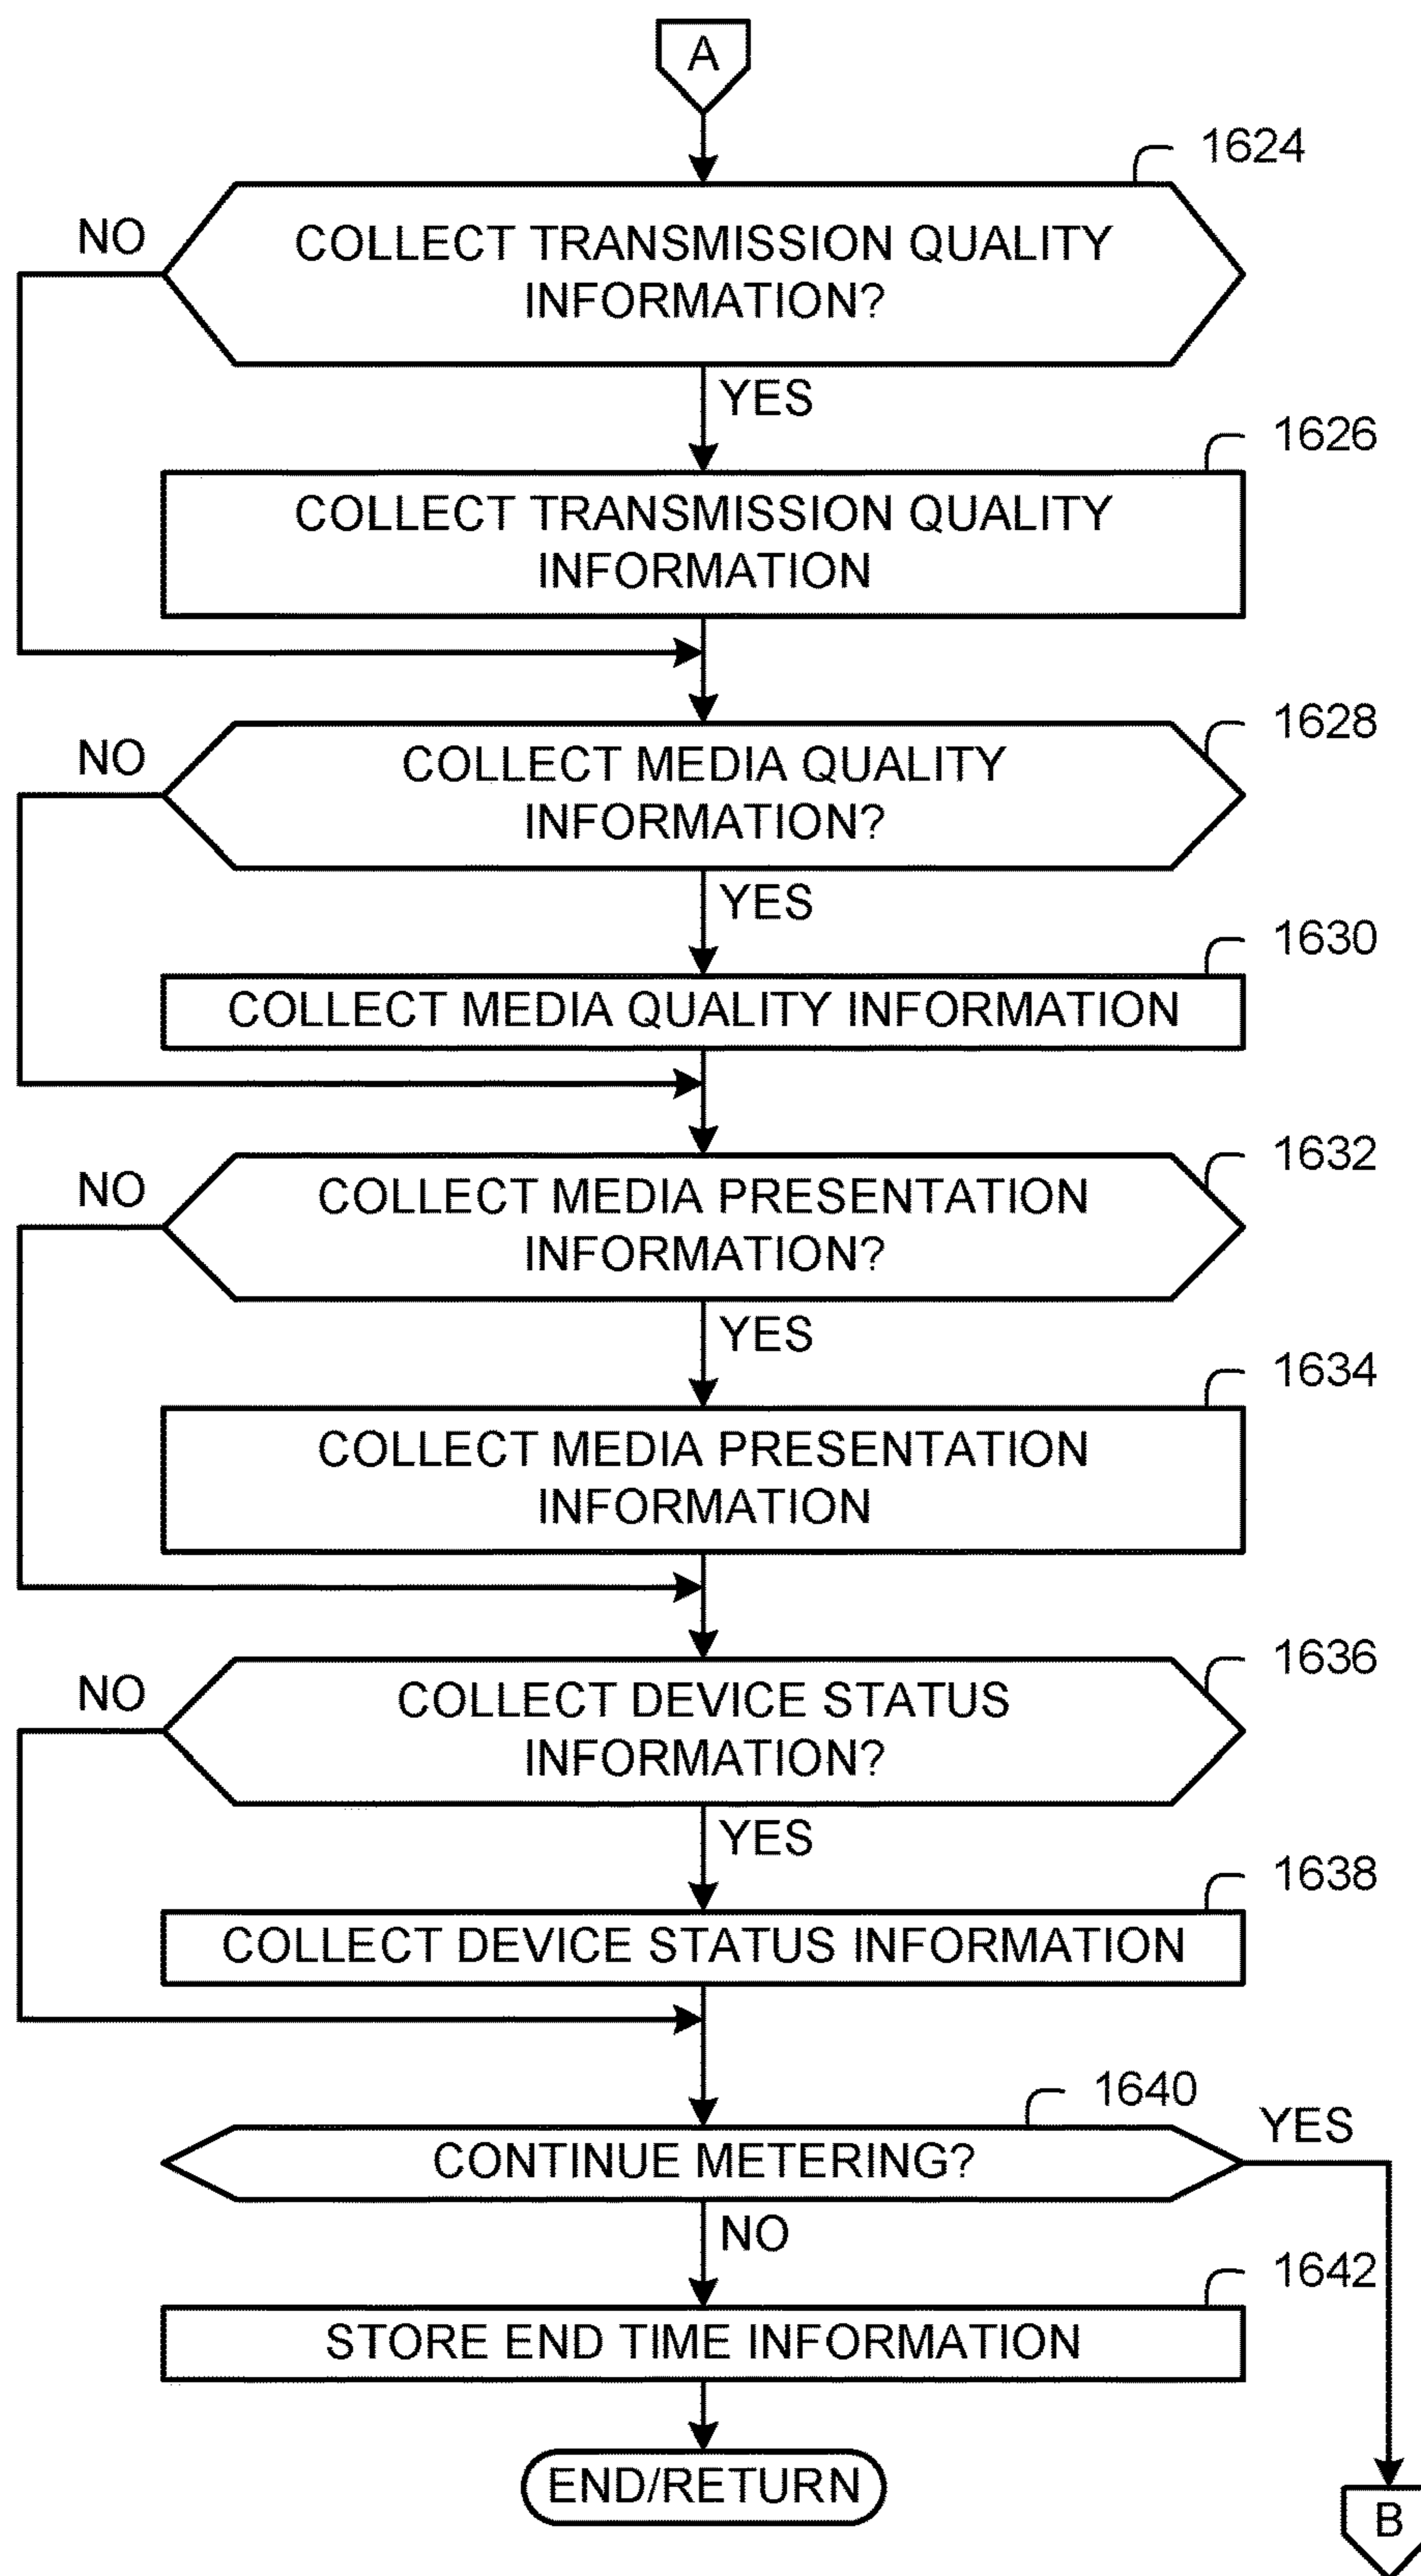 A
1624
NO
COLLECT TRANSMISSION QUALITY
INFORMATION?
YES
1626
COLLECT TRANSMISSION QUALITY
INFORMATION
1628
NO
COLLECT MEDIA QUALITY
INFORMATION?
YES
1630
COLLECT MEDIA QUALITY INFORMATION
1632
NO
COLLECT MEDIA PRESENTATION
INFORMATION?
YES
1634
COLLECT MEDIA PRESENTATION
INFORMATION
1636
NO
COLLECT DEVICE STATUS
INFORMATION?
YES
1638
COLLECT DEVICE STATUS INFORMATION
1640
YES
CONTINUE METERING?
NO
1642
STORE END TIME INFORMATION
END/RETURN
B